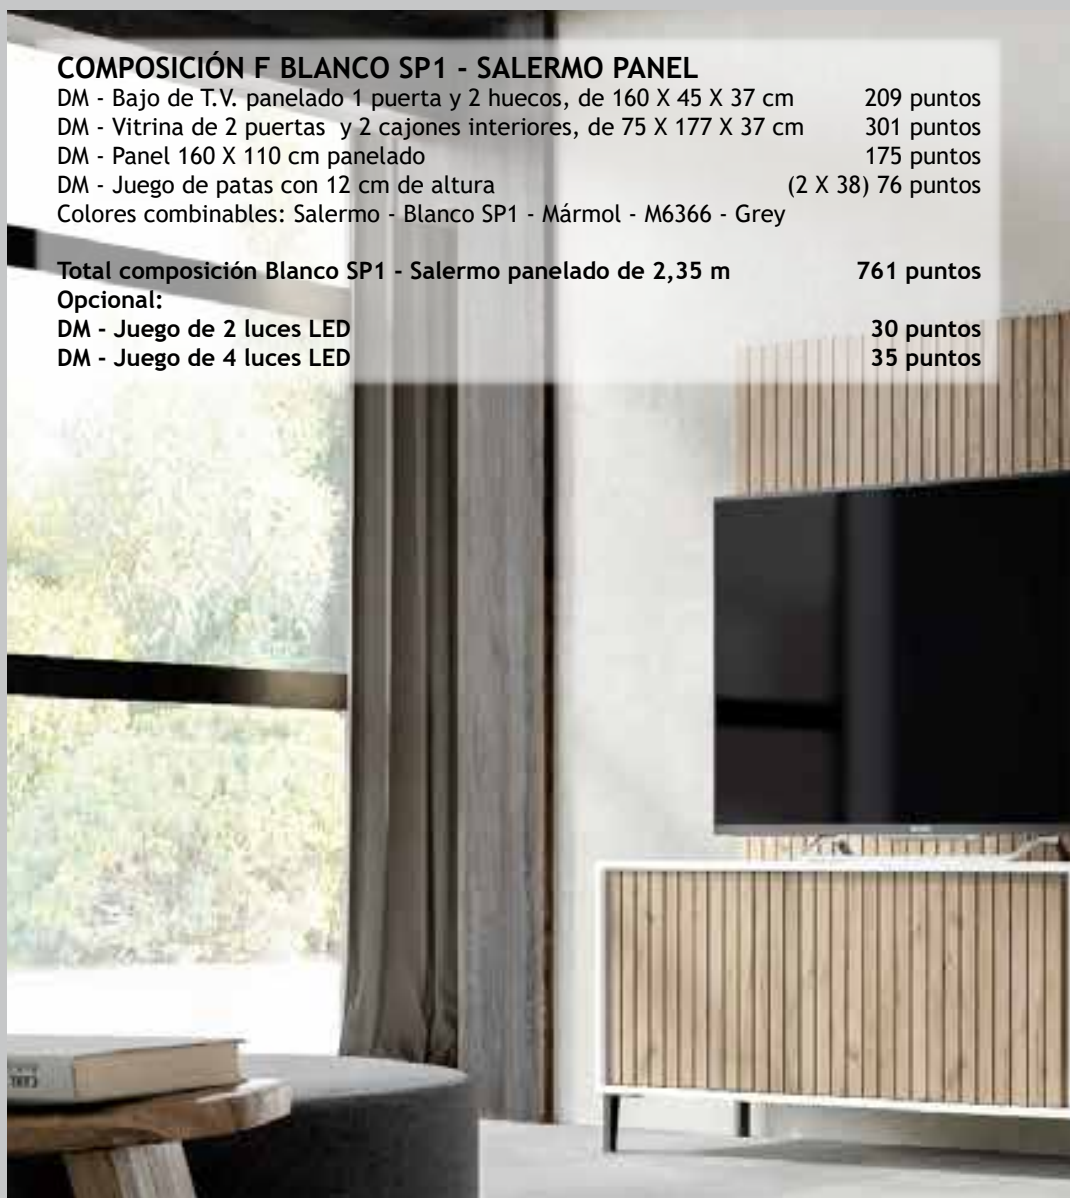 COMPOSICIÓN F BLANCO SP1 - SALERMO PANEL
DM - Bajo de T.V. panelado 1 puerta y 2 huecos, de 160 X 45 X 37 cm 209 puntos
DM - Vitrina de 2 puertas y 2 cajones interiores, de 75 X 177 X 37 cm 301 puntos
DM - Panel 160 X 110 cm panelado 175 puntos
DM - Juego de patas con 12 cm de altura (2 X 38) 76 puntos
Colores combinables: Salermo - Blanco SP1 - Mármol - M6366 - Grey
Total composición Blanco SP1 - Salermo panelado de 2,35 m 761 puntos
Opcional:
DM - Juego de 2 luces LED 30 puntos
DM - Juego de 4 luces LED 35 puntos